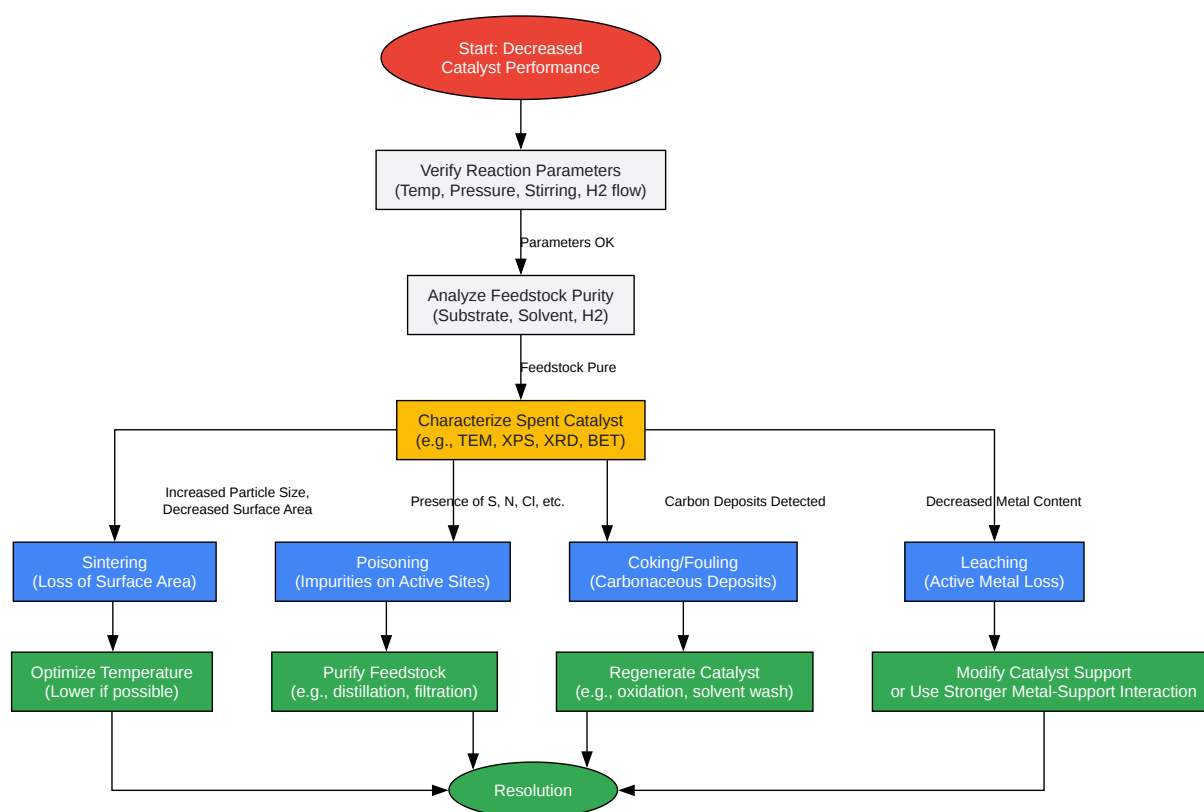 Start: Decreased
Catalyst Performance
Verify Reaction Parameters
(Temp, Pressure, Stirring, H2 flow)
Parameters OK
Analyze Feedstock Purity
(Substrate, Solvent, H2)
Feedstock Pure
Characterize Spent Catalyst
(e.g., TEM, XPS, XRD, BET)
Increased Particle Size,
Decreased Surface Area
Presence of S, N, Cl, etc.
Carbon Deposits Detected
Decreased Metal Content
Sintering
(Loss of Surface Area)
Poisoning
(Impurities on Active Sites)
Coking/Fouling
(Carbonaceous Deposits)
Leaching
(Active Metal Loss)
Optimize Temperature
(Lower if possible)
Purify Feedstock
(e.g., distillation, filtration)
Regenerate Catalyst
(e.g., oxidation, solvent wash)
Modify Catalyst Support
or Use Stronger Metal-Support Interaction
Resolution